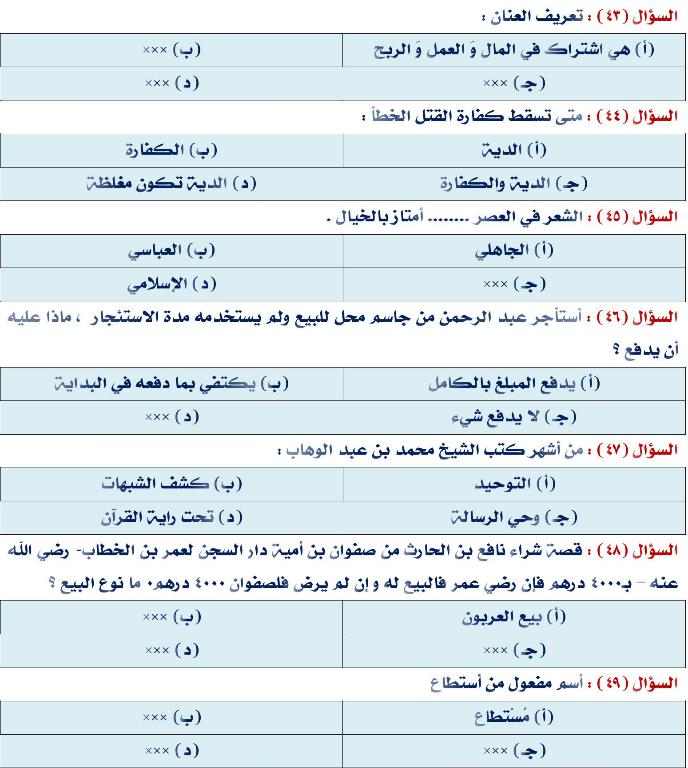 السؤال (٤٣) : تعريف العنان :
(أ) هي اشتراك في المال وَ العمل وَ الربح (ب) ×××
(جـ) ××× (د) ×××
السؤال (٤٤) : متى تسقط كفارة القتل الخطأ :
(أ) الدية (ب) الكفارة
(جـ) الدية والكفارة (د) الدية تكون مغلظة
السؤال (٤٥) : الشعر في العصر ........ أمتاز بالخيال .
(أ) الجاهلي (ب) العباسي
(جـ) ××× (د) الإسلامي
السؤال (٤٦) : أستأجر عبد الرحمن من جاسم محل للبيع ولم يستخدمه مدة الاستئجار ، ماذا عليه
أن يدفع ؟
(أ) يدفع المبلغ بالكامل (ب) يكتفي بما دفعه في البداية
(جـ) لا يدفع شيء (د) ×××
السؤال (٤٧) : من أشهر كتب الشيخ محمد بن عبد الوهاب :
(أ) التوحيد (ب) كشف الشبهات
(جـ) وحي الرسالة (د) تحت راية القرآن
السؤال (٤٨) : قصة شراء نافع بن الحارث من صفوان بن أمية دار السجن لعمر بن الخطاب- رضي الله
عنه – بـ٤٠٠٠ درهم فإن رضي عمر فالبيع له وإن لم يرض فلصفوان ٤٠٠٠ درهم٠ ما نوع البيع ؟
(أ) بيع العربون (ب) ×××
(جـ) ××× (د) ×××
السؤال (٤٩) : أسم مفعول من أستطاع
(أ) مُسْتطاع (ب) ×××
(جـ) ××× (د) ×××